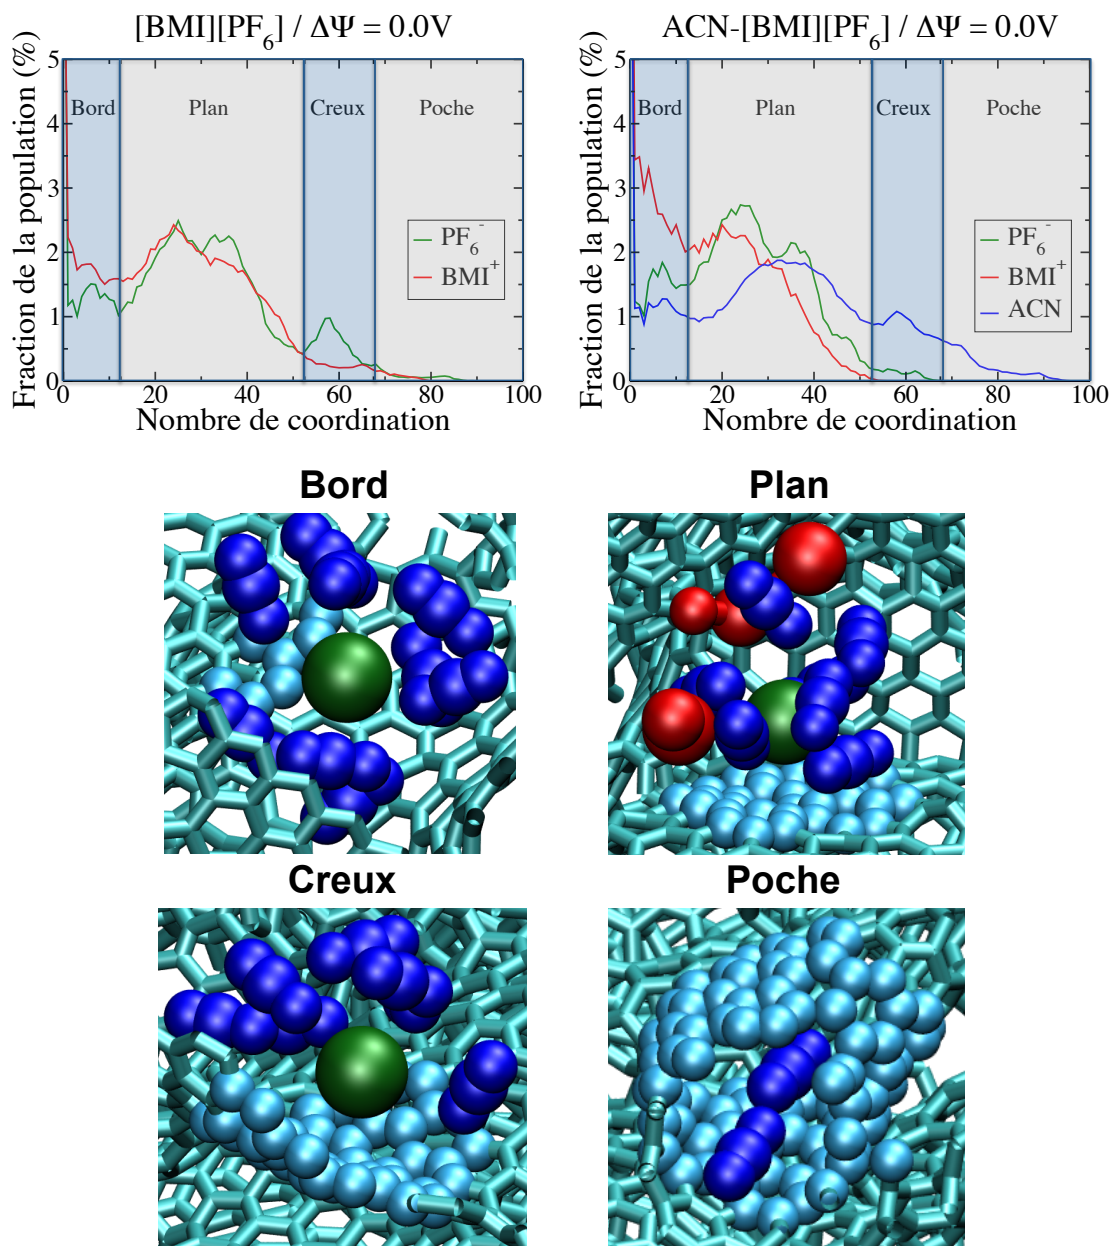 [BMI][PF6] / ΔΨ = 0.0V
Fraction de la population (%)
5
4
3
2
1
0
Bord
Plan
Creux
Poche
PF6-
BMI+
0
20
40
60
80
100
Nombre de coordination
ACN-[BMI][PF6] / ΔΨ = 0.0V
Fraction de la population (%)
5
4
3
2
1
0
Bord
Plan
Creux
Poche
PF6-
BMI+
ACN
0
20
40
60
80
100
Nombre de coordination
Bord
Plan
Creux
Poche